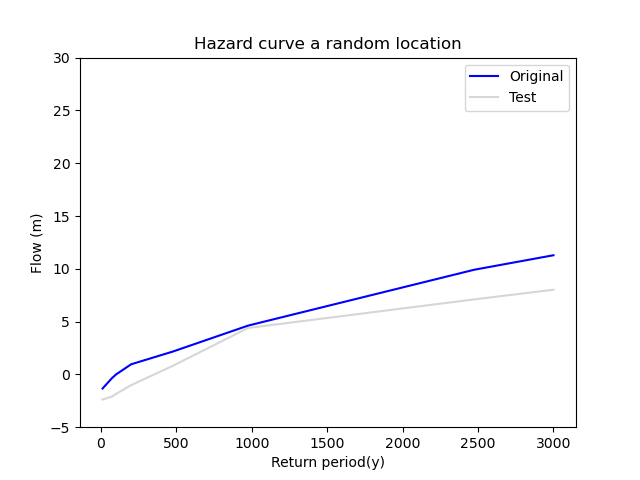 Hazard curve a random location
Original
Test
Flow (m)
30
25
20
15
10
5
0
−5
0 500 1000 1500 2000 2500 3000
Return period(y)